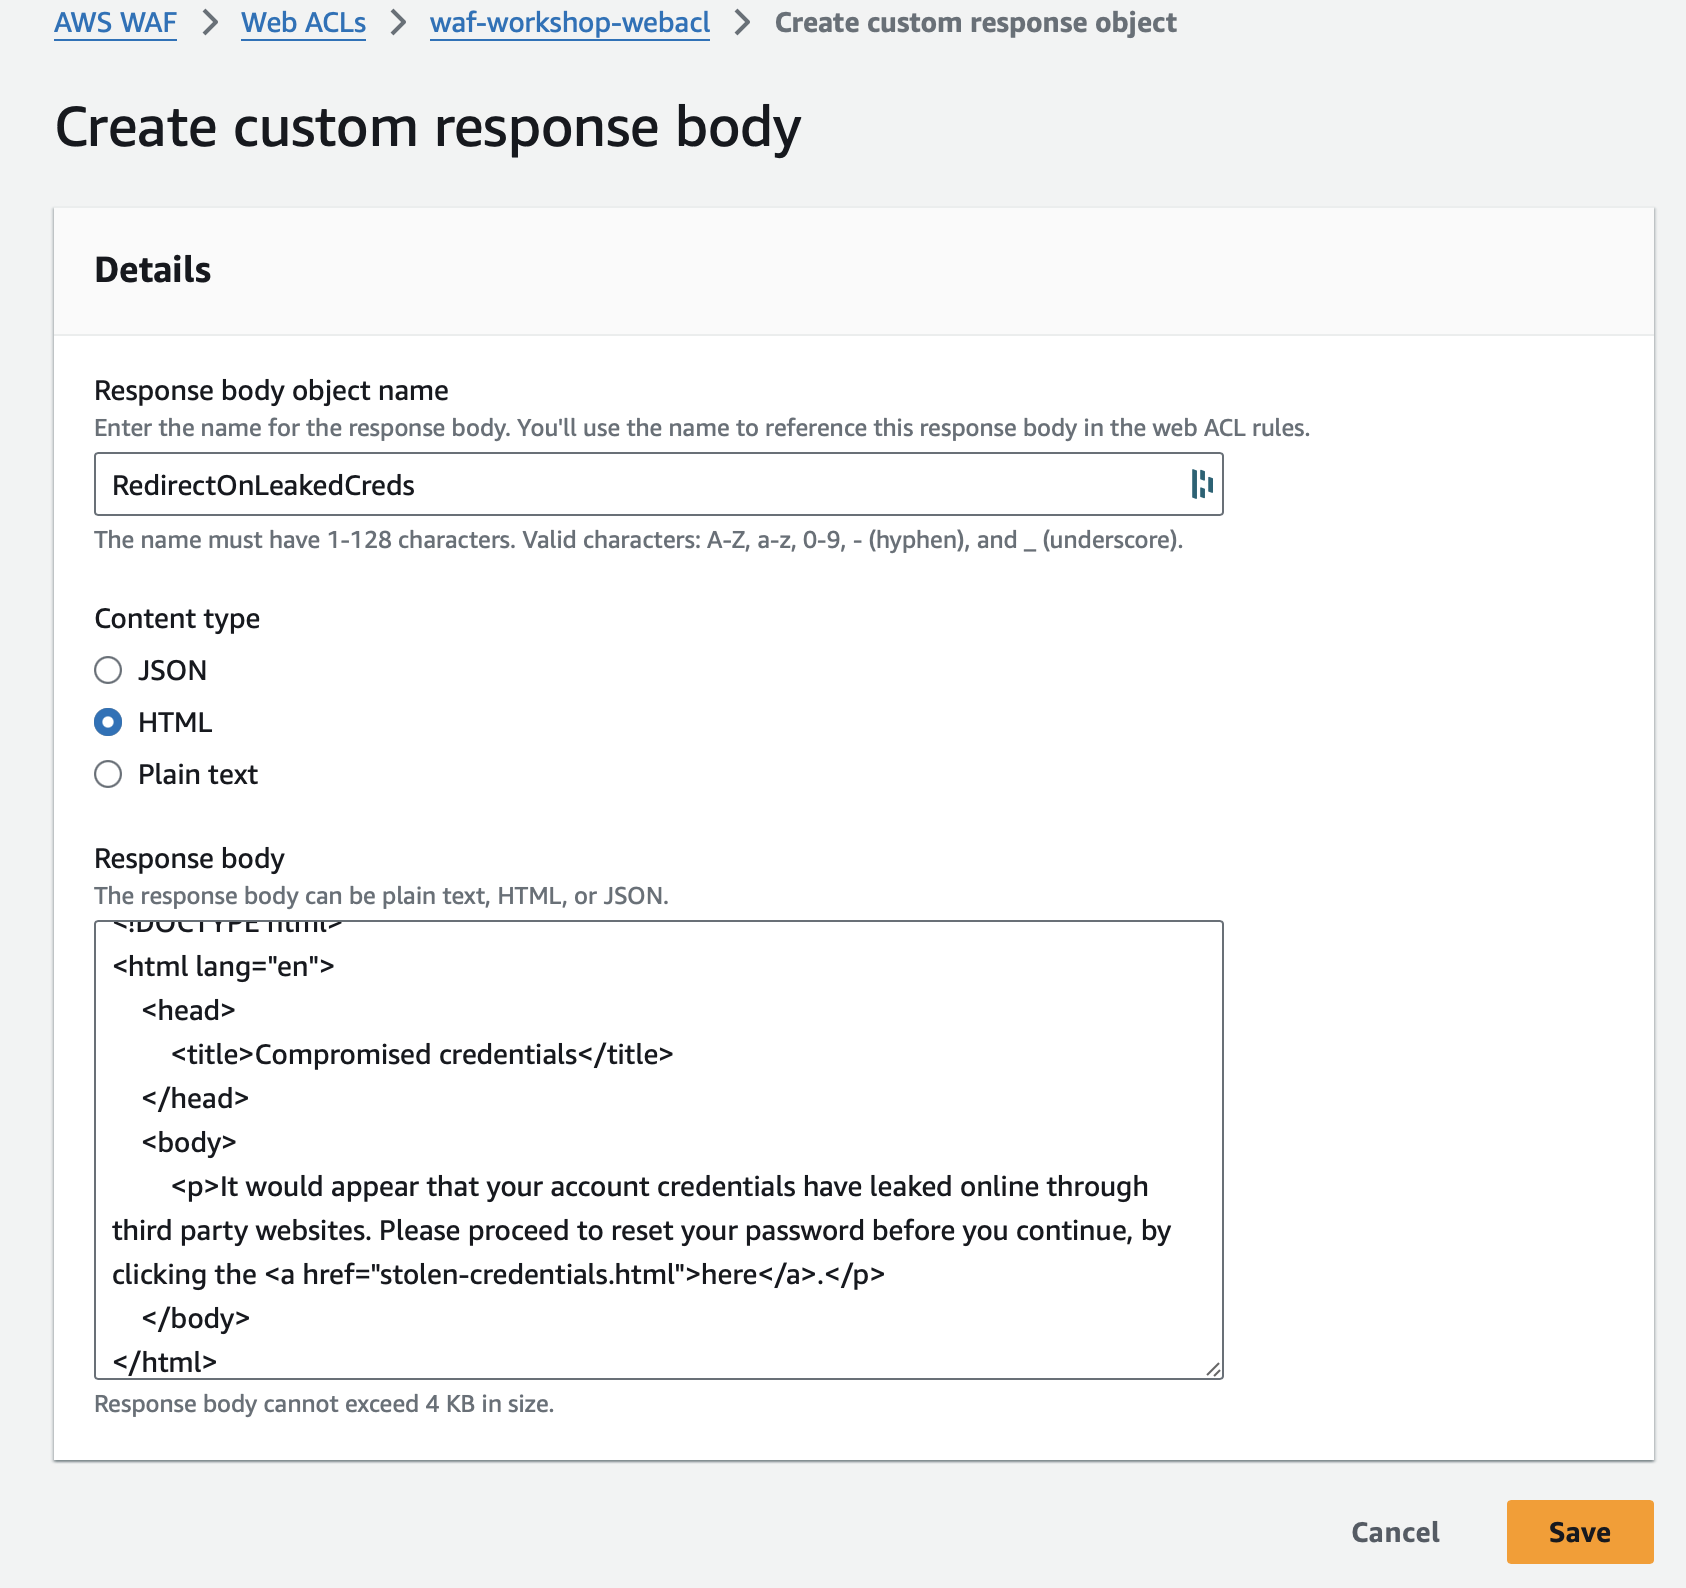 AWS WAF > Web ACLs > waf-workshop-webacl > Create custom response object
Create custom response body
Details
Response body object name
Enter the name for the response body. You'll use the name to reference this response body in the web ACL rules.
RedirectOnLeakedCreds
The name must have 1-128 characters. Valid characters: A-Z, a-z, 0-9, - (hyphen), and _ (underscore).
Content type
JSON
HTML
Plain text
Response body
The response body can be plain text, HTML, or JSON.
<!DOCTYPE html>
<html lang="en">
<head>
<title>Compromised credentials</title>
</head>
<body>
<p>It would appear that your account credentials have leaked online through
third party websites. Please proceed to reset your password before you continue, by
clicking the <a href="stolen-credentials.html">here</a>.</p>
</body>
</html>
Response body cannot exceed 4 KB in size.
Cancel
Save